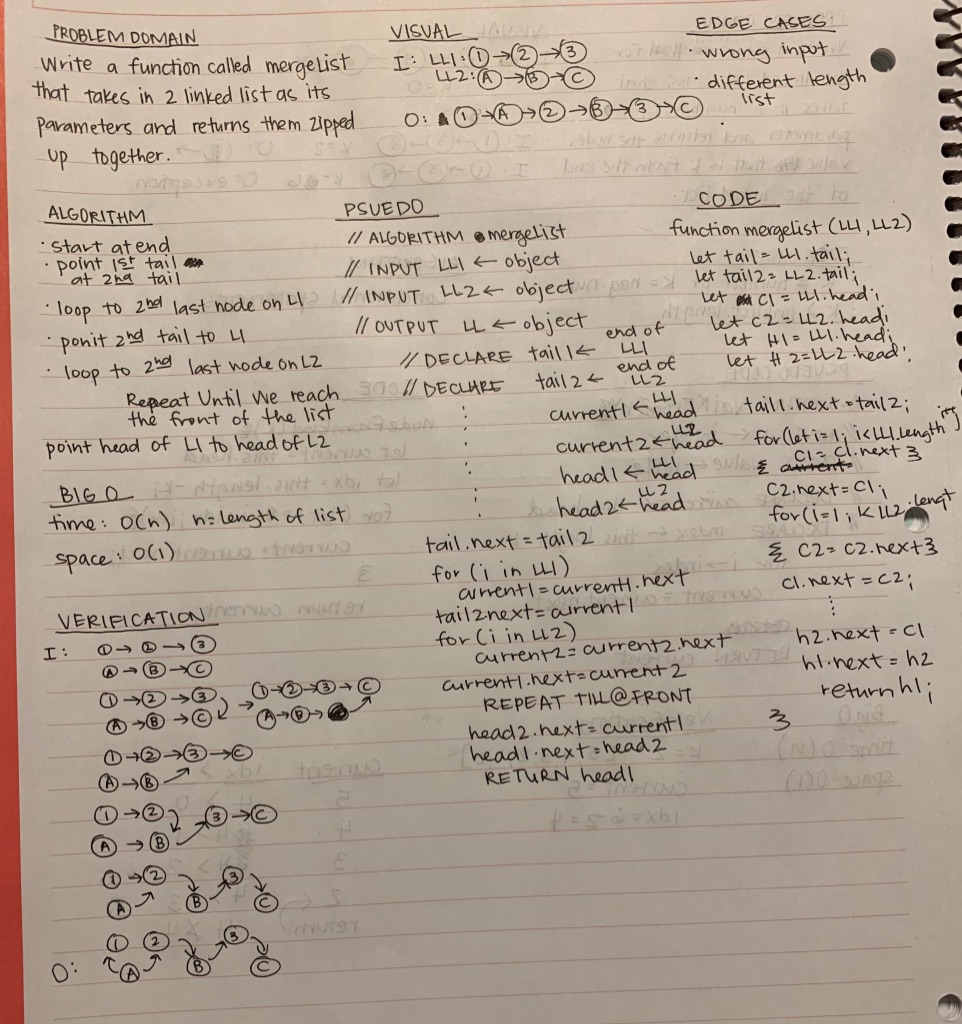 PROBLEM DOMAIN
Write a function called mergeList
that takes in 2 linked list as its
parameters and returns them zipped
up together.
VISUAL
I: LL1: 1 → 2 → 3
LL2: A → B → C
O: 1 → A → 2 → B → 3 → C
EDGE CASES
· wrong input
· different length
list
ALGORITHM
· start at end
· point 1st tail
at 2nd tail
· loop to 2nd last node on L1
· ponit 2nd tail to L1
· loop to 2nd last node on L2
Repeat Until We reach
the front of the list
point head of L1 to head of L2
BIG O
time: O(n) n = length of list
space: O(1)
PSUEDO
// ALGORITHM mergeList
// INPUT LL1 ← object
// INPUT LL2 ← object
// OUTPUT LL ← object
// DECLARE tail1 ← end of LL1
// DECLARE tail2 ← end of LL2
current1 ← LL1 head
current2 ← LL2 head
head1 ← LL1 head
head2 ← LL2 head
tail.next = tail2
for (i in LL1)
current1 = current1.next
tail2next = current1
for (i in LL2)
current2 = current2.next
current1.next = current2
REPEAT TILL @ FRONT
head2.next = current1
head1.next = head2
RETURN head1
CODE
function mergelist (LL1, LL2)
let tail = LL1.tail;
let tail2 = LL2.tail;
let C1 = LL1.head;
let C2 = LL2.head;
let H1 = LL1.head;
let H2 = LL2.head;
tail1.next = tail2;
for(let i=1; i<LL1.length i++)
{ C1 = C1.next }
C2.next = C1;
for(i=1; i<LL2.lengt
{ C2 = C2.next }
C1.next = C2;
⋮
h2.next = C1
h1.next = h2
return h1;
}
VERIFICATION
I: 1 → 2 → 3
A → B → C
1 → 2 → 3
A → B → C
1 → 2 → 3 → C
A → B →
1 → 2 → 3 → C
A → B
1 → 2 3 → C
A → B
1 → 2 3
A B C
1 2 3
O: A B C